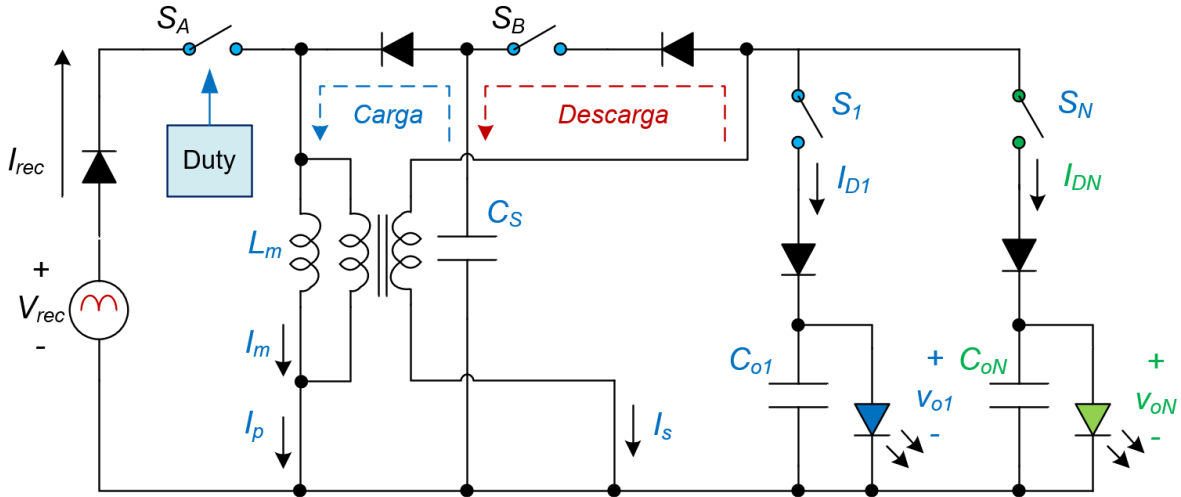 S_A
S_B
Carga
Descarga
I_rec
Duty
S_1
S_N
I_D1
I_DN
L_m
C_S
+
V_rec
-
I_m
C_o1
+
v_o1
-
C_oN
+
v_oN
-
I_p
I_s